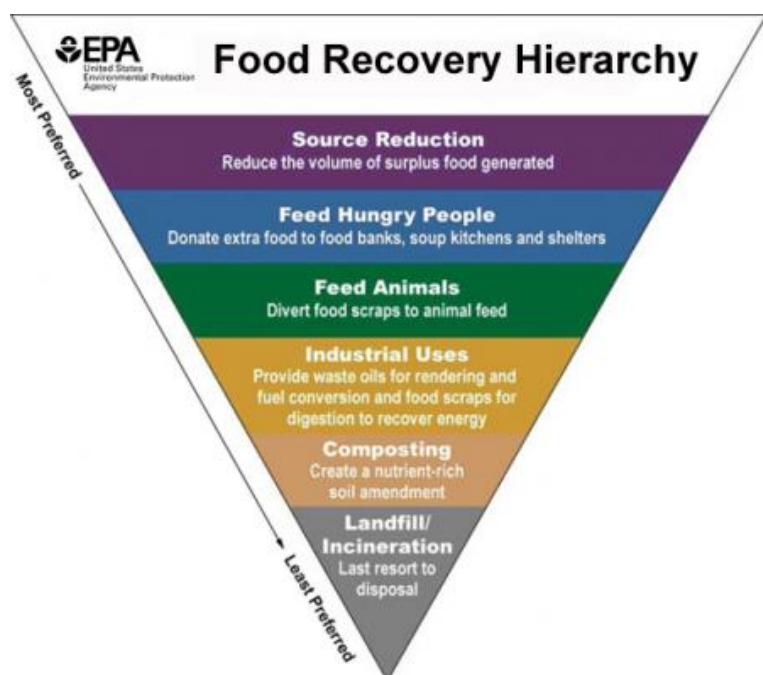 EPA
United States
Environmental Protection
Agency
Food Recovery Hierarchy
Most Preferred
Source Reduction
Reduce the volume of surplus food generated
Feed Hungry People
Donate extra food to food banks, soup kitchens and shelters
Feed Animals
Divert food scraps to animal feed
Industrial Uses
Provide waste oils for rendering and
fuel conversion and food scraps for
digestion to recover energy
Composting
Create a nutrient-rich
soil amendment
Landfill/
Incineration
Last resort to
disposal
Least Preferred